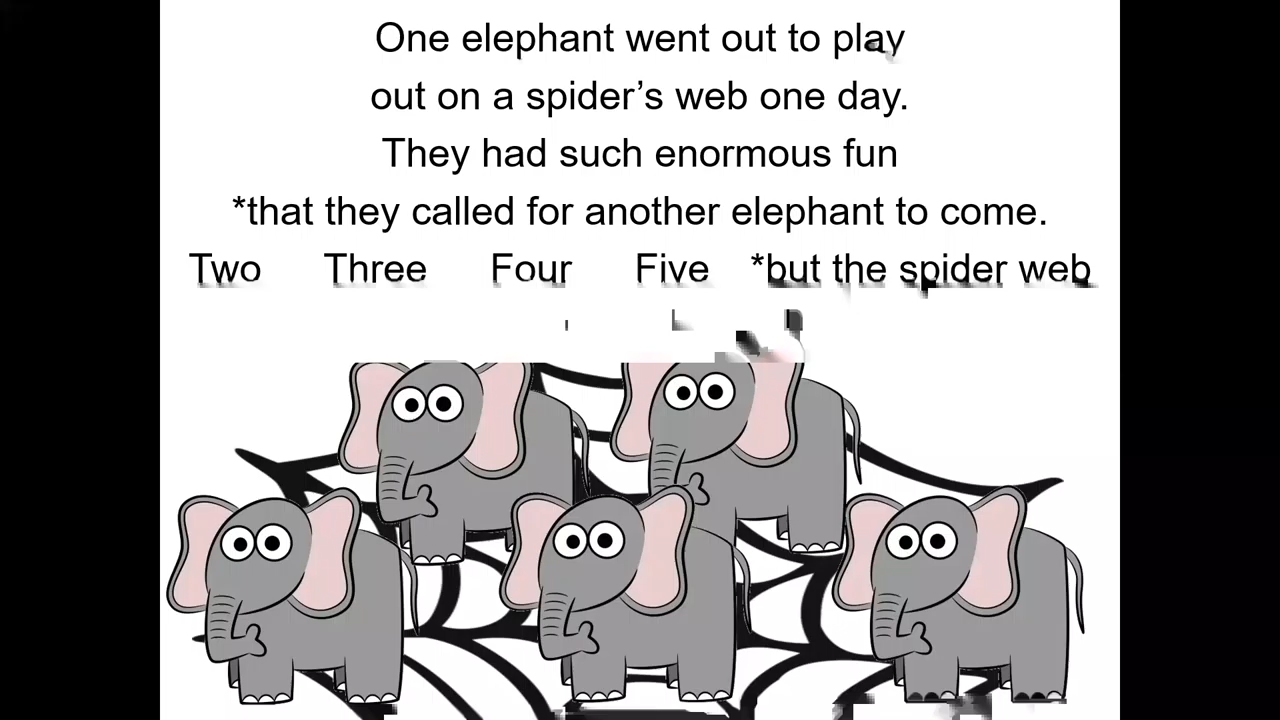 One elephant went out to play
out on a spider’s web one day.
They had such enormous fun
*that they called for another elephant to come.
Two Three Four Five *but the spider web